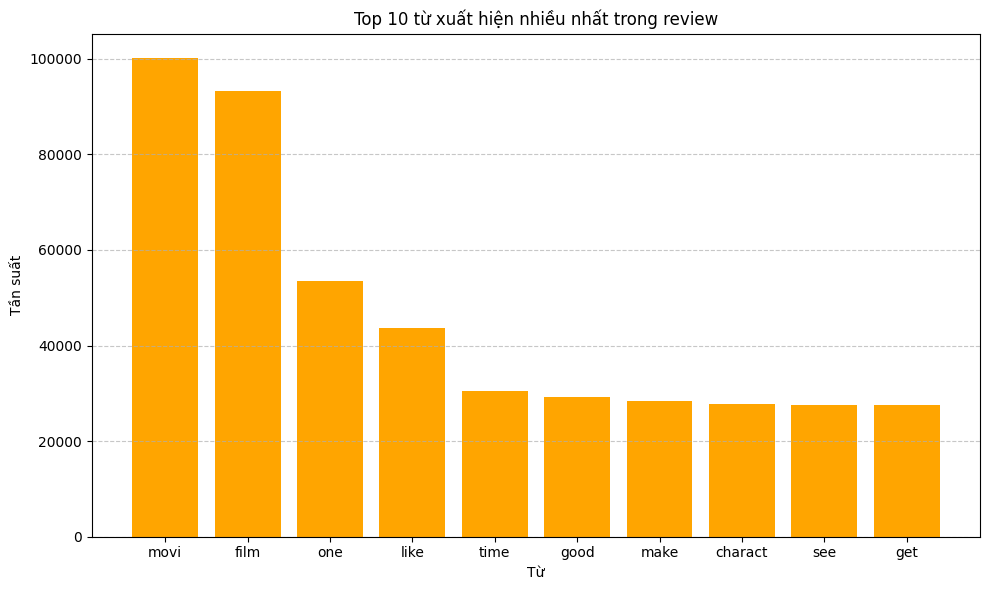 Top 10 từ xuất hiện nhiều nhất trong review
100000
80000
60000
40000
20000
0
Tần suất
movi film one like time good make charact see get
Từ